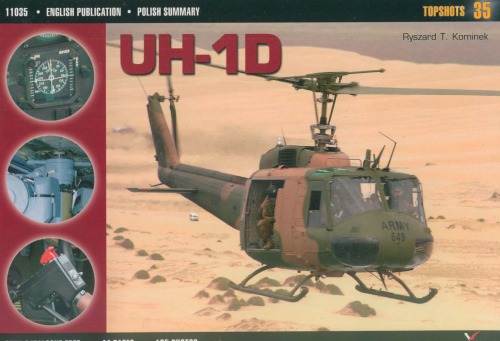 11035 • ENGLISH PUBLICATION • POLISH SUMMARY
TOPSHOTS 35
Ryszard T. Kominek
UH-1D
ARMY
649